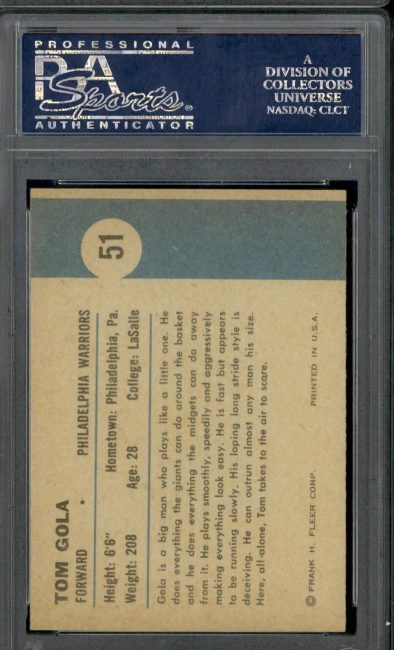 PROFESSIONAL
PSA
Sports®
AUTHENTICATOR
A
DIVISION OF
COLLECTORS
UNIVERSE
NASDAQ: CLCT
51
TOM GOLA
FORWARD • PHILADELPHIA WARRIORS
Height: 6'6" Hometown: Philadelphia, Pa.
Weight: 208 Age: 28 College: LaSalle
Gola is a big man who plays like a little one. He
does everything the giants can do around the basket
and he does everything the midgets can do away
from it. He plays smoothly, speedily and aggressively
making everything look easy. He is fast but appears
to be running slowly. His loping long stride style is
deceiving. He can outrun almost any man his size.
Here, all-alone, Tom takes to the air to score.
© FRANK H. FLEER CORP. PRINTED IN U.S.A.